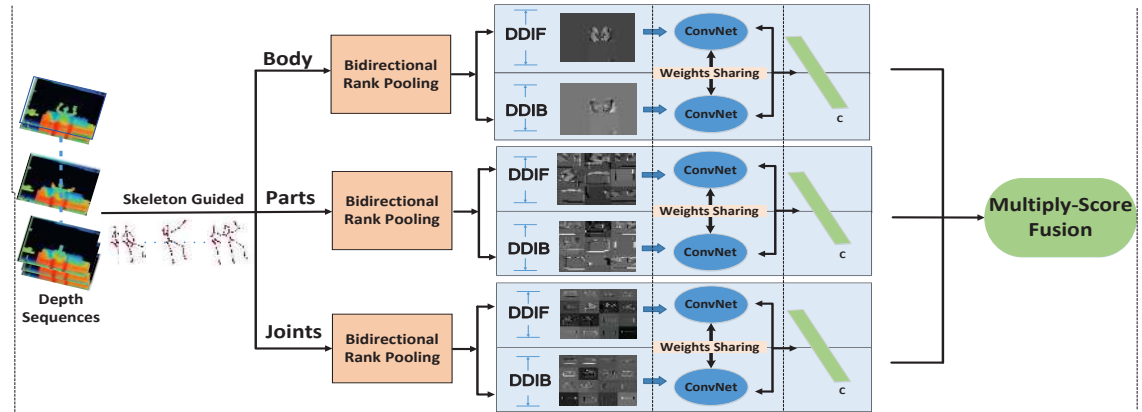 Depth
Sequences
Skeleton Guided
Body
Bidirectional
Rank Pooling
DDIF
ConvNet
Weights Sharing
DDIB
ConvNet
C
Parts
Bidirectional
Rank Pooling
DDIF
ConvNet
Weights Sharing
DDIB
ConvNet
C
Joints
Bidirectional
Rank Pooling
DDIF
ConvNet
Weights Sharing
DDIB
ConvNet
C
Multiply-Score
Fusion